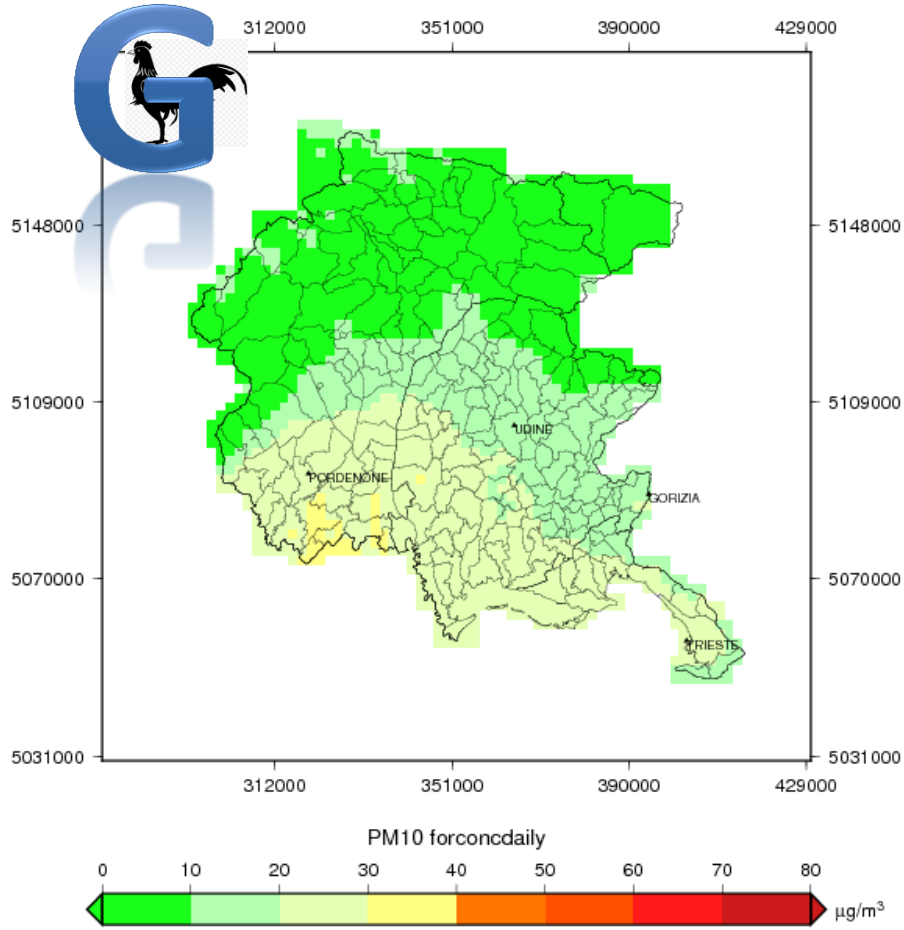 G
312000 351000 390000 429000
5148000 5148000
5109000 5109000
UDINE
PORDENONE
GORIZIA
5070000 5070000
TRIESTE
5031000 5031000
312000 351000 390000 429000
PM10 forconcdaily
0 10 20 30 40 50 60 70 80
µg/m³